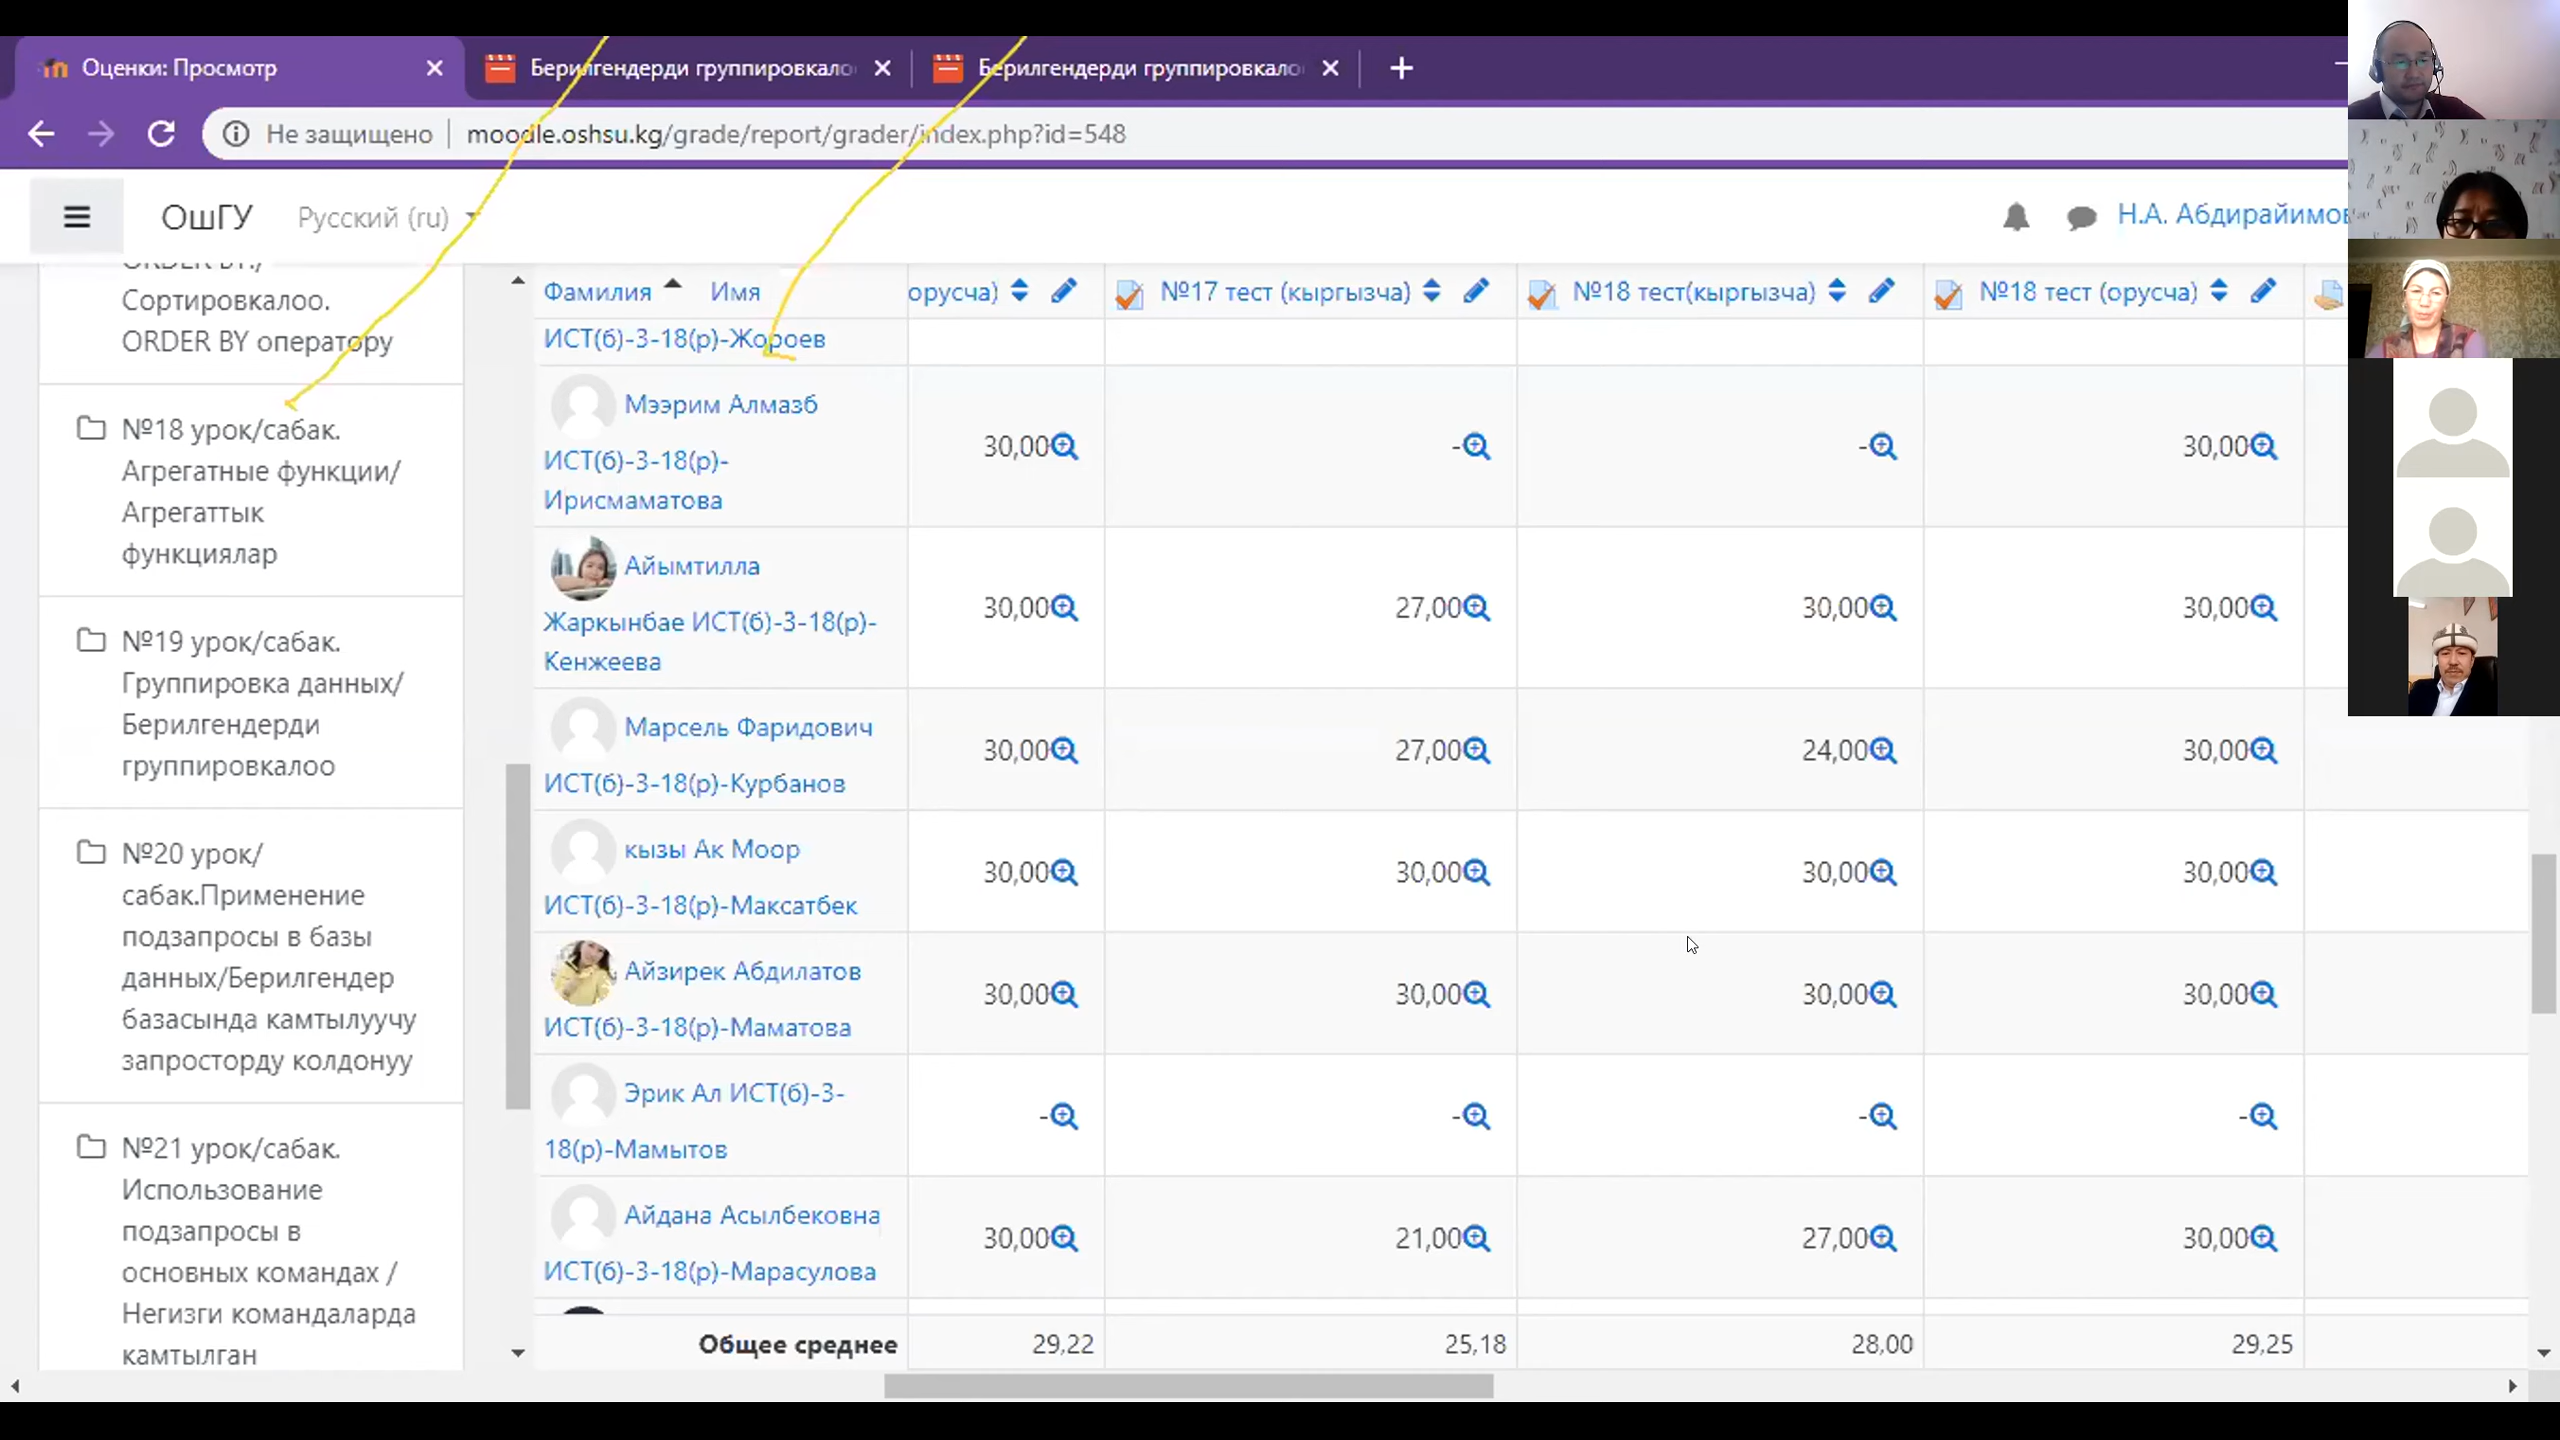 Оценки: Просмотр
Берилгендерди группировкало
Берилгендерди группировкало
Не защищено
moodle.oshsu.kg/grade/report/grader/index.php?id=548
ОшГУ
Русский (ru)
Н.А. Абдирайимов
ORDER BY./
Сортировкалоо.
ORDER BY оператору
№18 урок/сабак.
Агрегатные функции/
Агрегаттык
функциялар
№19 урок/сабак.
Группировка данных/
Берилгендерди
группировкалоо
№20 урок/
сабак.Применение
подзапросы в базы
данных/Берилгендер
базасында камтылуучу
запросторду колдонуу
№21 урок/сабак.
Использование
подзапросы в
основных командах /
Негизги командаларда
камтылган
Фамилия Имя орусча) №17 тест (кыргызча) №18 тест(кыргызча) №18 тест (орусча)
ИСТ(б)-3-18(р)-Жороев
Мээрим Алмазб
ИСТ(б)-3-18(р)-
Ирисмаматова
30,00 - - 30,00
Айымтилла
Жаркынбае ИСТ(б)-3-18(р)-
Кенжеева
30,00 27,00 30,00 30,00
Марсель Фаридович
ИСТ(б)-3-18(р)-Курбанов
30,00 27,00 24,00 30,00
кызы Ак Моор
ИСТ(б)-3-18(р)-Максатбек
30,00 30,00 30,00 30,00
Айзирек Абдилатов
ИСТ(б)-3-18(р)-Маматова
30,00 30,00 30,00 30,00
Эрик Ал ИСТ(б)-3-
18(р)-Мамытов
- - - -
Айдана Асылбековна
ИСТ(б)-3-18(р)-Марасулова
30,00 21,00 27,00 30,00
Общее среднее 29,22 25,18 28,00 29,25